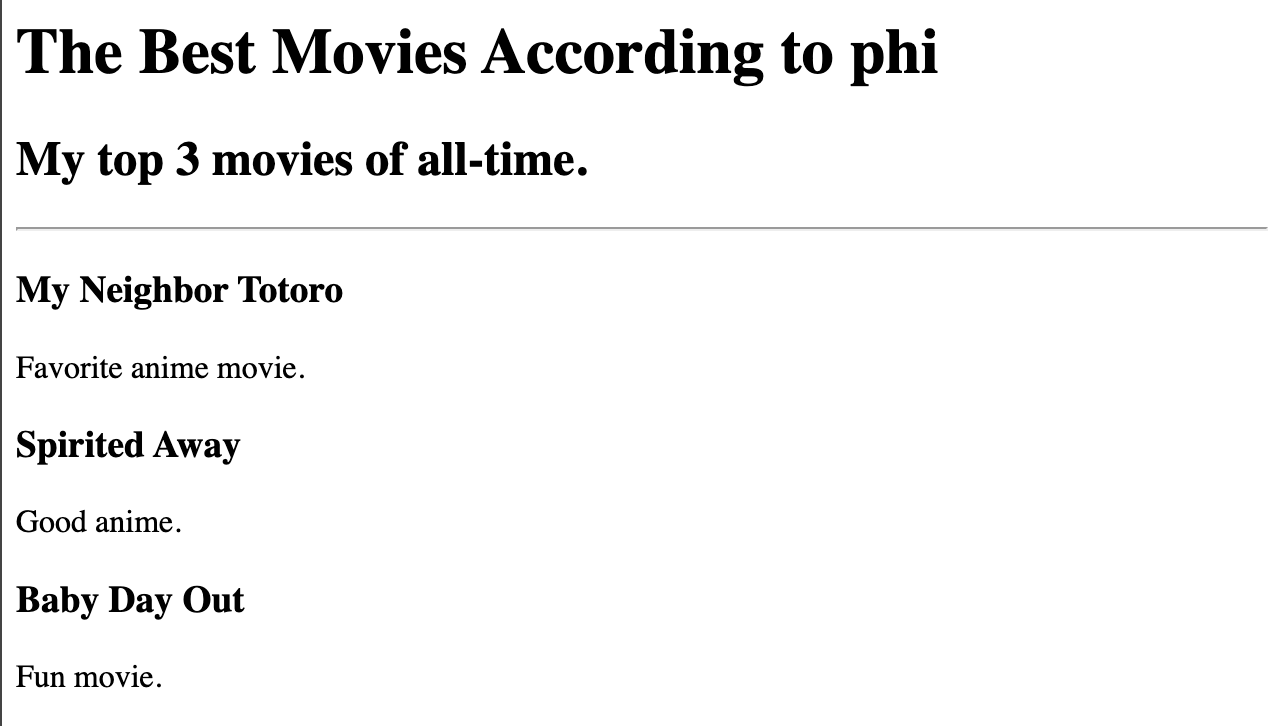 The Best Movies According to phi
My top 3 movies of all-time.
My Neighbor Totoro
Favorite anime movie.
Spirited Away
Good anime.
Baby Day Out
Fun movie.